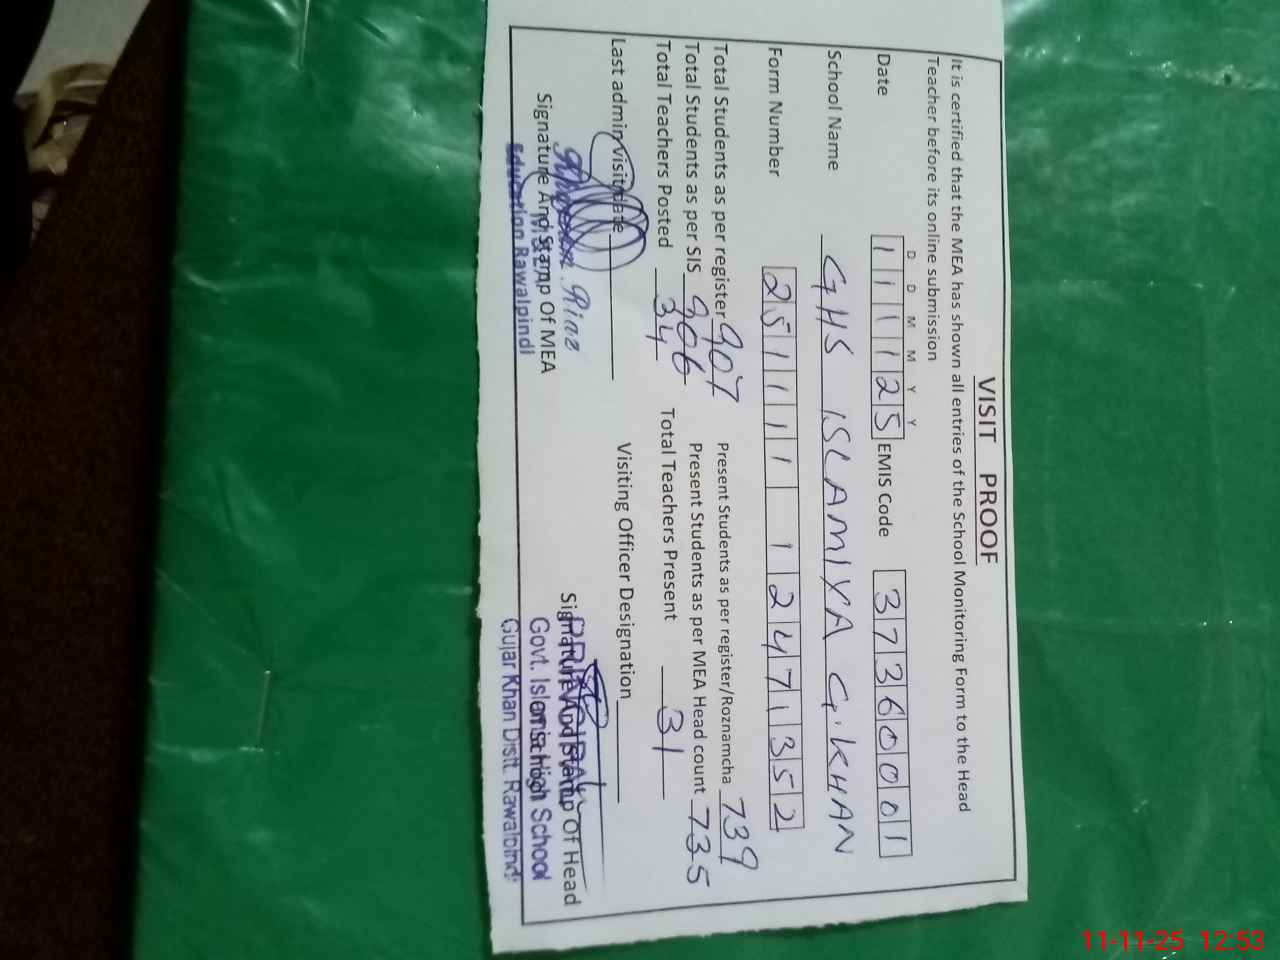 VISIT PROOF
It is certified that the MEA has shown all entries of the School Monitoring Form to the Head
Teacher before its online submission
D D M M Y Y
Date 1 1 1 1 2 5 EMIS Code 3 7 3 6 0 0 0 1
School Name GHS ISLAMIYA G.KHAN
Form Number 2 5 1 1 1 1 1 2 4 7 1 3 5 2
Total Students as per register 907 Present Students as per register/Roznamcha 739
Total Students as per SIS 906 Present Students as per MEA Head count 735
Total Teachers Posted 34 Total Teachers Present 31
Last admin visit date Visiting Officer Designation
Riaz
Signature And Stamp Of MEA Signature And Stamp Of Head
M&EA
Education Rawalpindi
PRINCIPAL
Govt. Islamia High School
Gujar Khan Distt. Rawalpindi
11-11-25 12:53